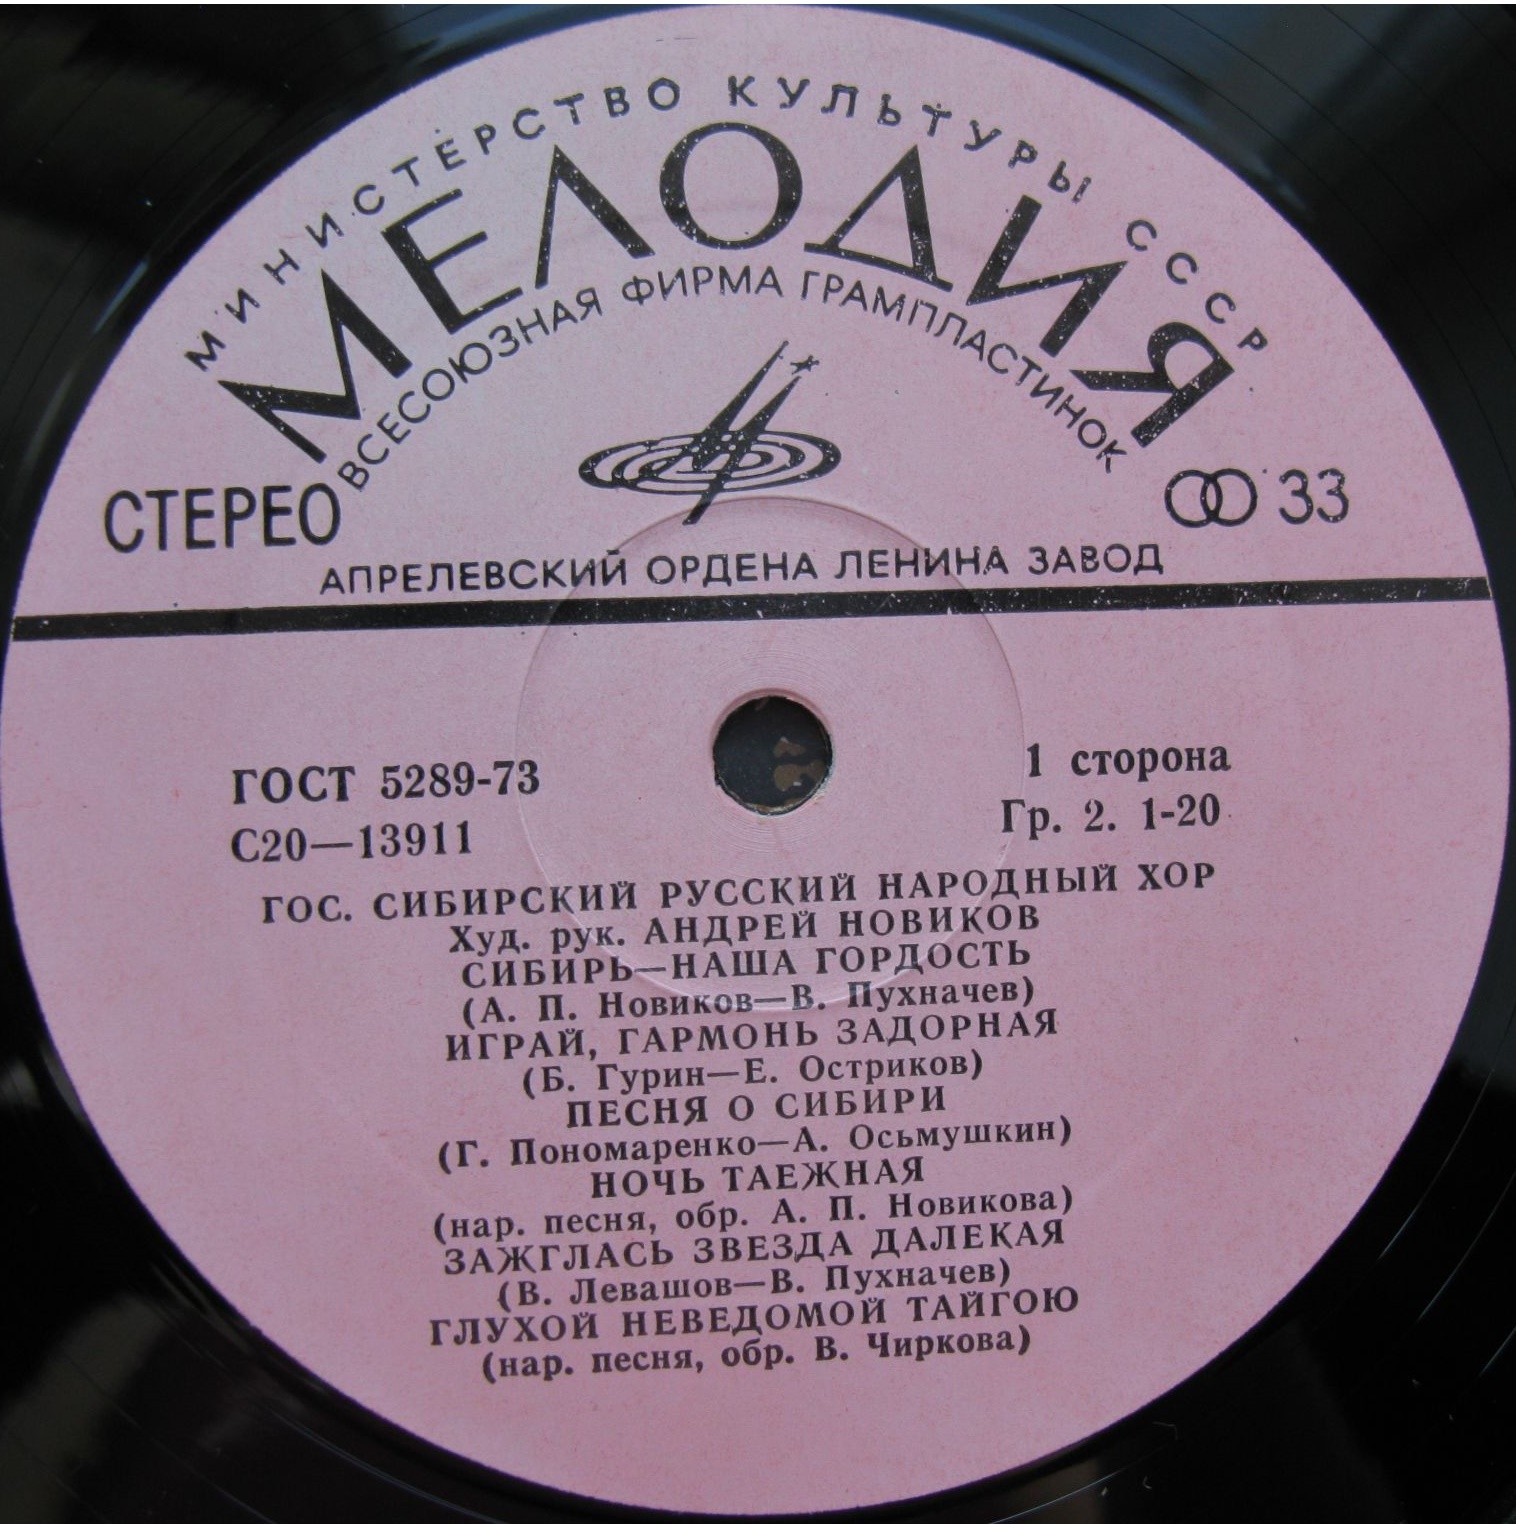 МИНИСТЕРСТВО КУЛЬТУРЫ СССР
МЕЛОДИЯ
ВСЕСОЮЗНАЯ ФИРМА ГРАМПЛАСТИНОК
СТЕРЕО
33
АПРЕЛЕВСКИЙ ОРДЕНА ЛЕНИНА ЗАВОД
ГОСТ 5289-73
1 сторона
С20—13911
Гр. 2. 1-20
ГОС. СИБИРСКИЙ РУССКИЙ НАРОДНЫЙ ХОР
Худ. рук. АНДРЕЙ НОВИКОВ
СИБИРЬ—НАША ГОРДОСТЬ
(А. П. Новиков—В. Пухначев)
ИГРАЙ, ГАРМОНЬ ЗАДОРНАЯ
(Б. Гурин—Е. Остриков)
ПЕСНЯ О СИБИРИ
(Г. Пономаренко—А. Осьмушкин)
НОЧЬ ТАЕЖНАЯ
(нар. песня, обр. А. П. Новикова)
ЗАЖГЛАСЬ ЗВЕЗДА ДАЛЕКАЯ
(В. Левашов—В. Пухначев)
ГЛУХОЙ НЕВЕДОМОЙ ТАЙГОЮ
(нар. песня, обр. В. Чиркова)